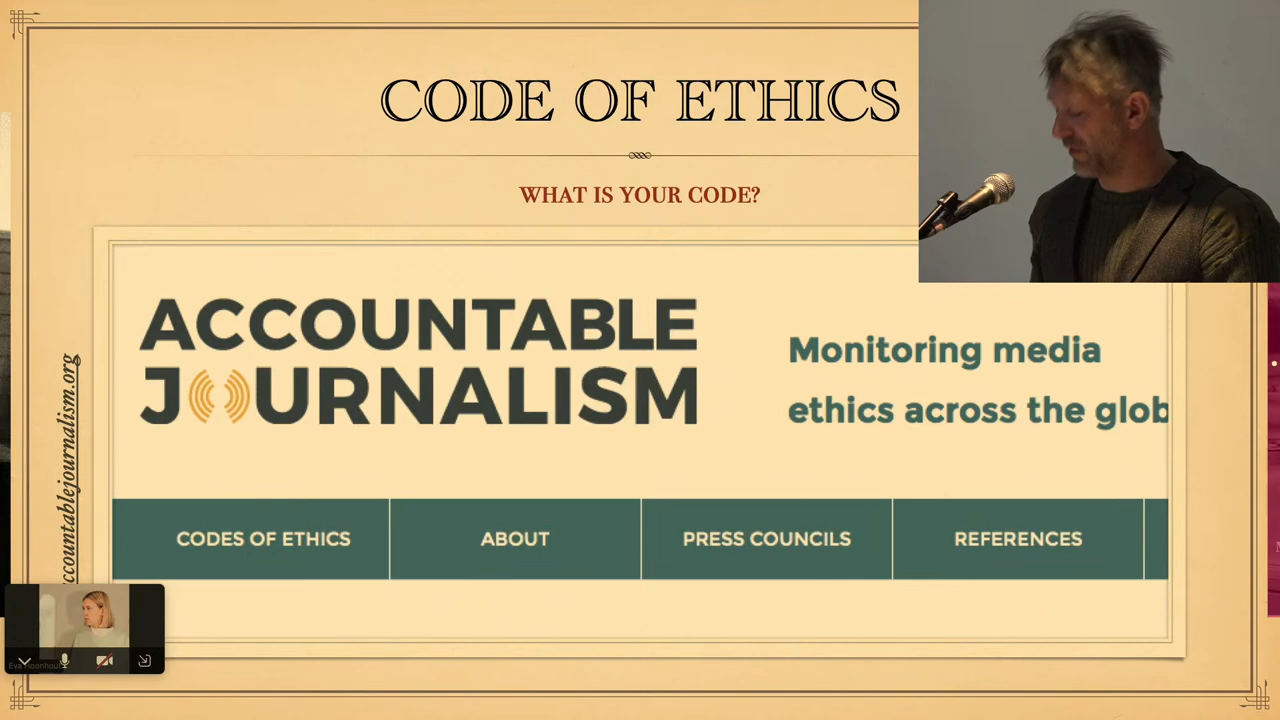 CODE OF ETHICS
WHAT IS YOUR CODE?
ACCOUNTABLE
JOURNALISM
Monitoring media
ethics across the glob
ccountablejournalism.org
CODES OF ETHICS
ABOUT
PRESS COUNCILS
REFERENCES